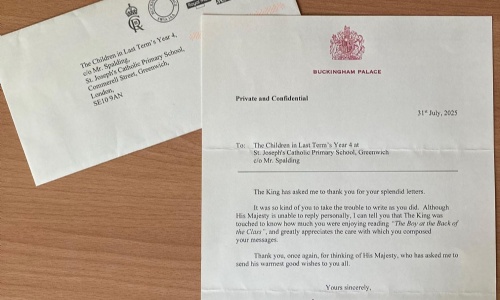 The Children in Last Term's Year 4,
c/o Mr. Spalding,
St. Joseph's Catholic Primary School,
Commerell Street, Greenwich,
London,
SE10 9AN
BUCKINGHAM PALACE
Private and Confidential
31st July, 2025
To: The Children in Last Term's Year 4 at
St. Joseph's Catholic Primary School, Greenwich
c/o Mr. Spalding
The King has asked me to thank you for your splendid letters.
It was so kind of you to take the trouble to write as you did. Although
His Majesty is unable to reply personally, I can tell you that The King was
touched to know how much you were enjoying reading "The Boy at the Back of
the Class", and greatly appreciates the care with which you composed
your messages.
Thank you, once again, for thinking of His Majesty, who has asked me to
send his warmest good wishes to you all.
Yours sincerely,